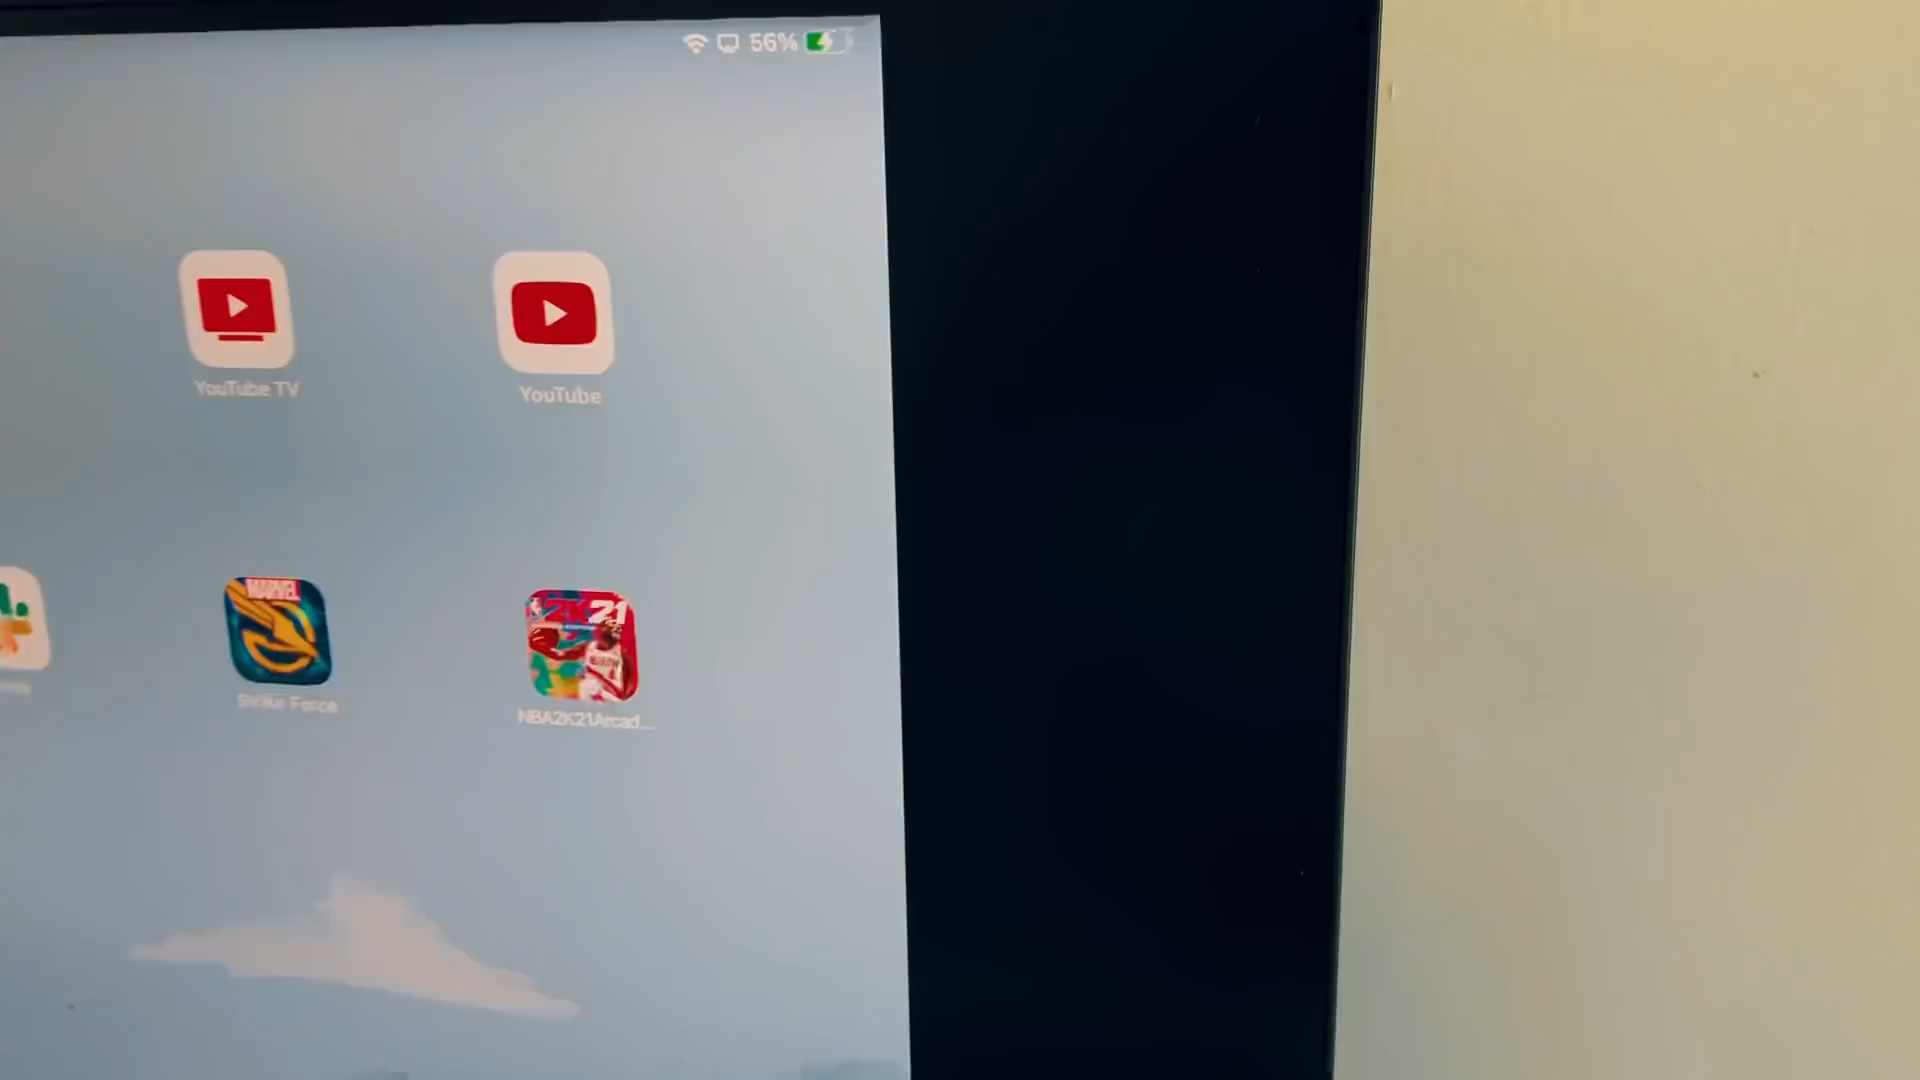 56%
YouTube TV
YouTube
MARVEL
2K21
Strike Force
NBA2K21Arcad...